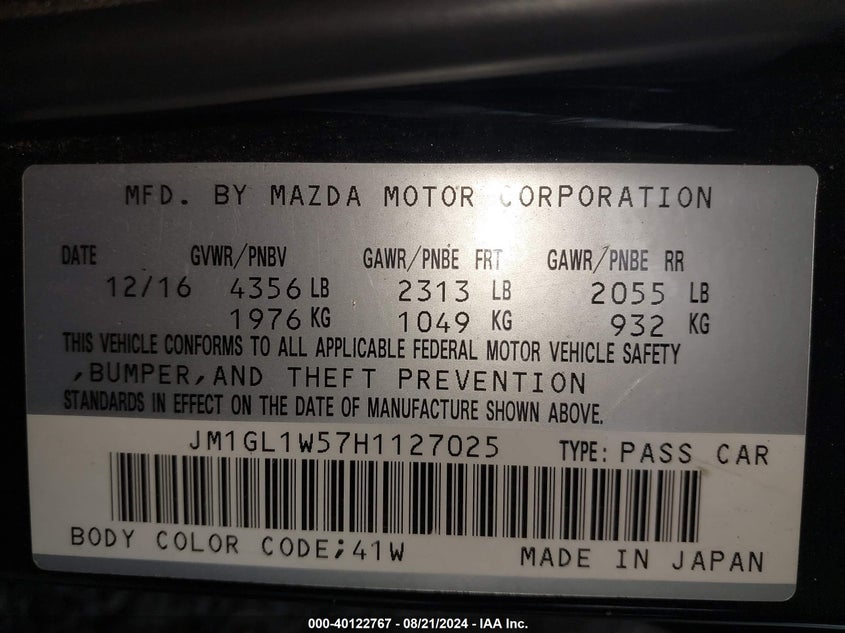 MFD. BY MAZDA MOTOR CORPORATION
DATE GVWR/PNBV GAWR/PNBE FRT GAWR/PNBE RR
12/16 4356 LB 2313 LB 2055 LB
1976 KG 1049 KG 932 KG
THIS VEHICLE CONFORMS TO ALL APPLICABLE FEDERAL MOTOR VEHICLE SAFETY
,BUMPER,AND THEFT PREVENTION
STANDARDS IN EFFECT ON THE DATE OF MANUFACTURE SHOWN ABOVE.
JM1GL1W57H1127025 TYPE: PASS CAR
BODY COLOR CODE;41W MADE IN JAPAN
000-40122767 - 08/21/2024 - IAA Inc.